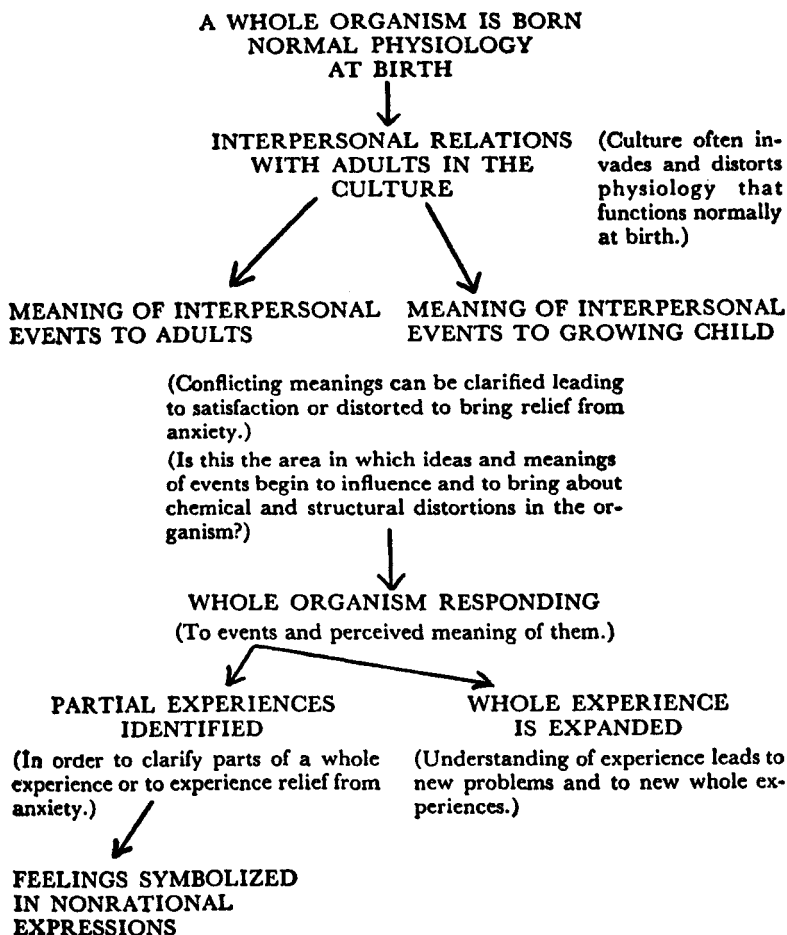 A WHOLE ORGANISM IS BORN
NORMAL PHYSIOLOGY
AT BIRTH
INTERPERSONAL RELATIONS
WITH ADULTS IN THE
CULTURE
(Culture often in-
vades and distorts
physiology that
functions normally
at birth.)
MEANING OF INTERPERSONAL
EVENTS TO ADULTS
MEANING OF INTERPERSONAL
EVENTS TO GROWING CHILD
(Conflicting meanings can be clarified leading
to satisfaction or distorted to bring relief from
anxiety.)
(Is this the area in which ideas and meanings
of events begin to influence and to bring about
chemical and structural distortions in the or-
ganism?)
WHOLE ORGANISM RESPONDING
(To events and perceived meaning of them.)
PARTIAL EXPERIENCES
IDENTIFIED
(In order to clarify parts of a whole
experience or to experience relief from
anxiety.)
WHOLE EXPERIENCE
IS EXPANDED
(Understanding of experience leads to
new problems and to new whole ex-
periences.)
FEELINGS SYMBOLIZED
IN NONRATIONAL
EXPRESSIONS